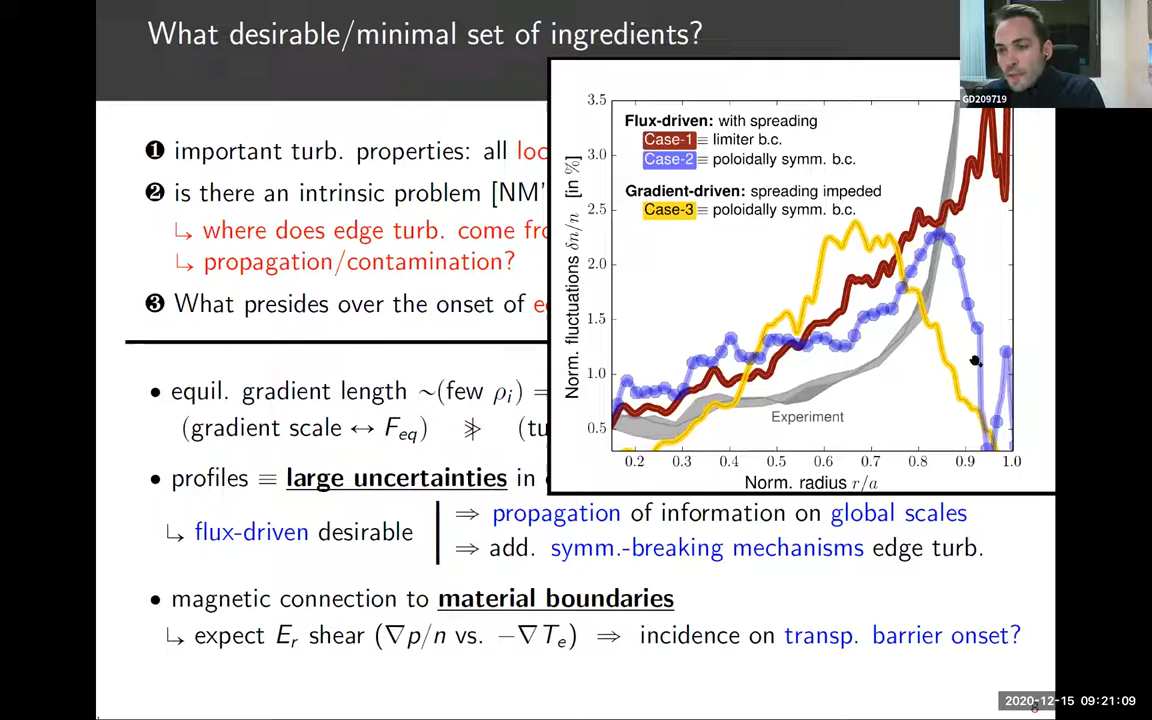 What desirable/minimal set of ingredients?
GD209719
❶ important turb. properties: all
❷ is there an intrinsic problem [NM'
↳ where does edge turb. come
↳ propagation/contamination?
❸ What presides over the onset of
3.5
3.0
2.5
2.0
1.5
1.0
0.5
Norm. fluctuations δn/n [in %]
Flux-driven: with spreading
Case-1 ≡ limiter b.c.
Case-2 ≡ poloidally symm. b.c.
Gradient-driven: spreading impeded
Case-3 ≡ poloidally symm. b.c.
Experiment
0.2 0.3 0.4 0.5 0.6 0.7 0.8 0.9 1.0
Norm. radius r/a
• equil. gradient length ∼(few ρᵢ) =
(gradient scale ↔ F_eq) ≯≯ (tu
• profiles ≡ large uncertainties in
↳ flux-driven desirable
⇒ propagation of information on global scales
⇒ add. symm.-breaking mechanisms edge turb.
• magnetic connection to material boundaries
↳ expect Eᵣ shear (∇p/n vs. −∇Tₑ) ⇒ incidence on transp. barrier onset?
2020-12-15 09:21:09